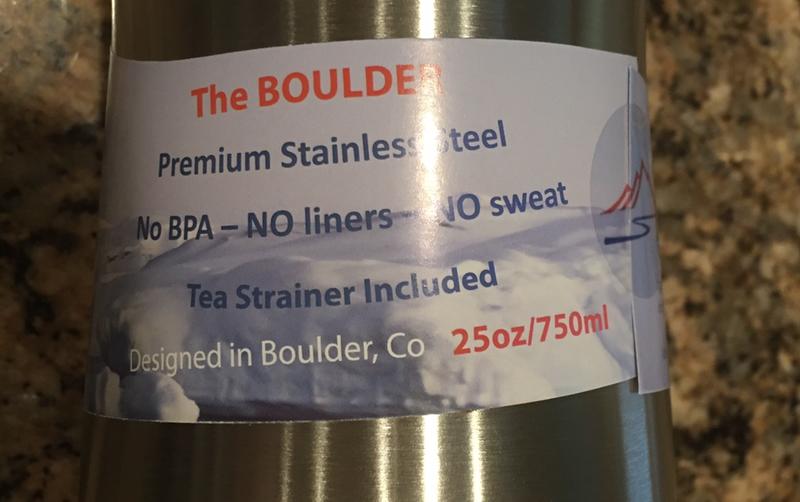 The BOULDER
Premium Stainless Steel
No BPA – NO liners – NO sweat
Tea Strainer Included
Designed in Boulder, Co 25oz/750ml